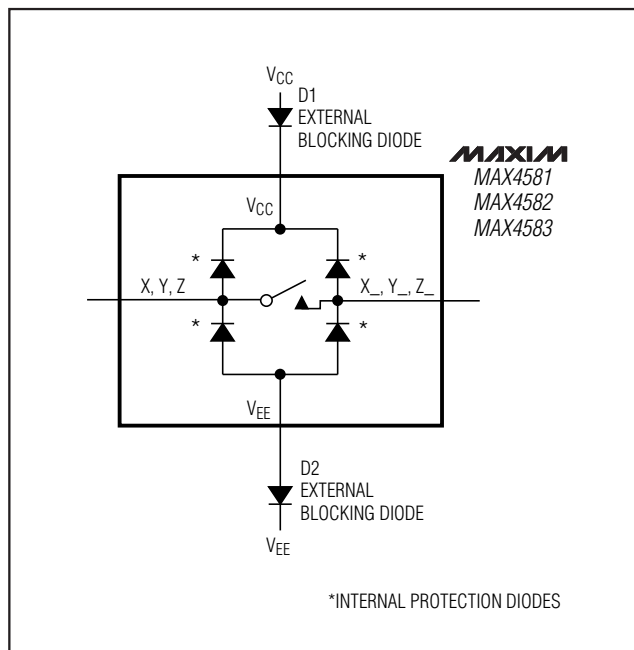 VCC
D1
EXTERNAL
BLOCKING DIODE
MAXIM
MAX4581
MAX4582
MAX4583
VCC
* *
X, Y, Z X_, Y_, Z_
* *
VEE
D2
EXTERNAL
BLOCKING DIODE
VEE
*INTERNAL PROTECTION DIODES